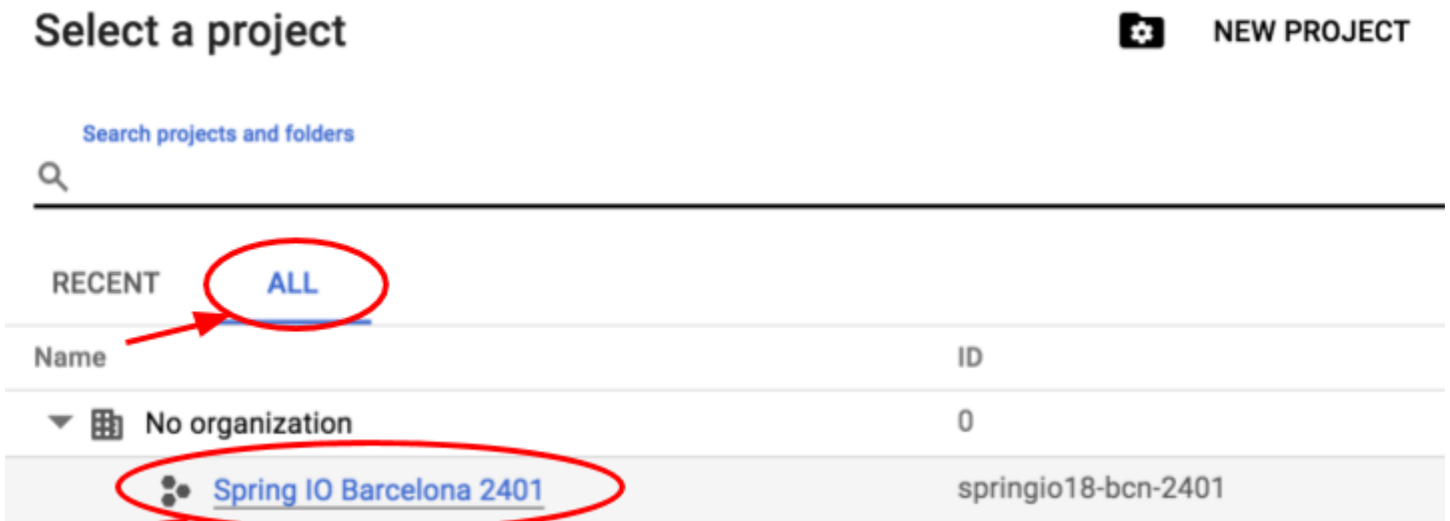 Select a project
NEW PROJECT
Search projects and folders
RECENT ALL
Name ID
No organization 0
Spring IO Barcelona 2401 springio18-bcn-2401